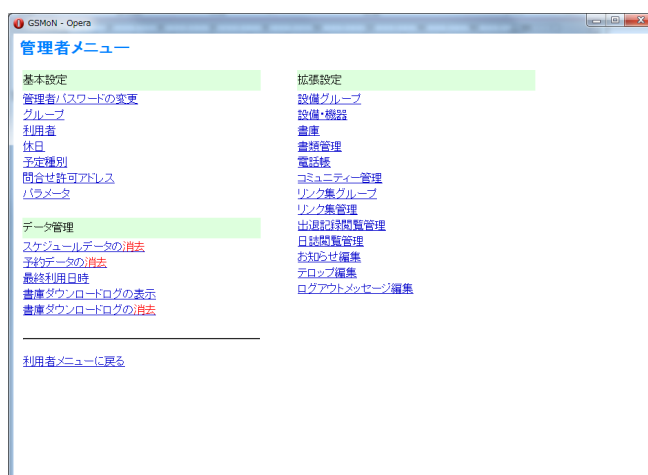 GSMoN - Opera
管理者メニュー
基本設定
管理者パスワードの変更
グループ
利用者
休日
予定種別
問合せ許可アドレス
パラメータ
データ管理
スケジュールデータの消去
予約データの消去
最終利用日時
書庫ダウンロードログの表示
書庫ダウンロードログの消去
利用者メニューに戻る
拡張設定
設備グループ
設備・機器
書庫
書類管理
電話帳
コミュニティー管理
リンク集グループ
リンク集管理
出退記録閲覧管理
日誌閲覧管理
お知らせ編集
テロップ編集
ログアウトメッセージ編集